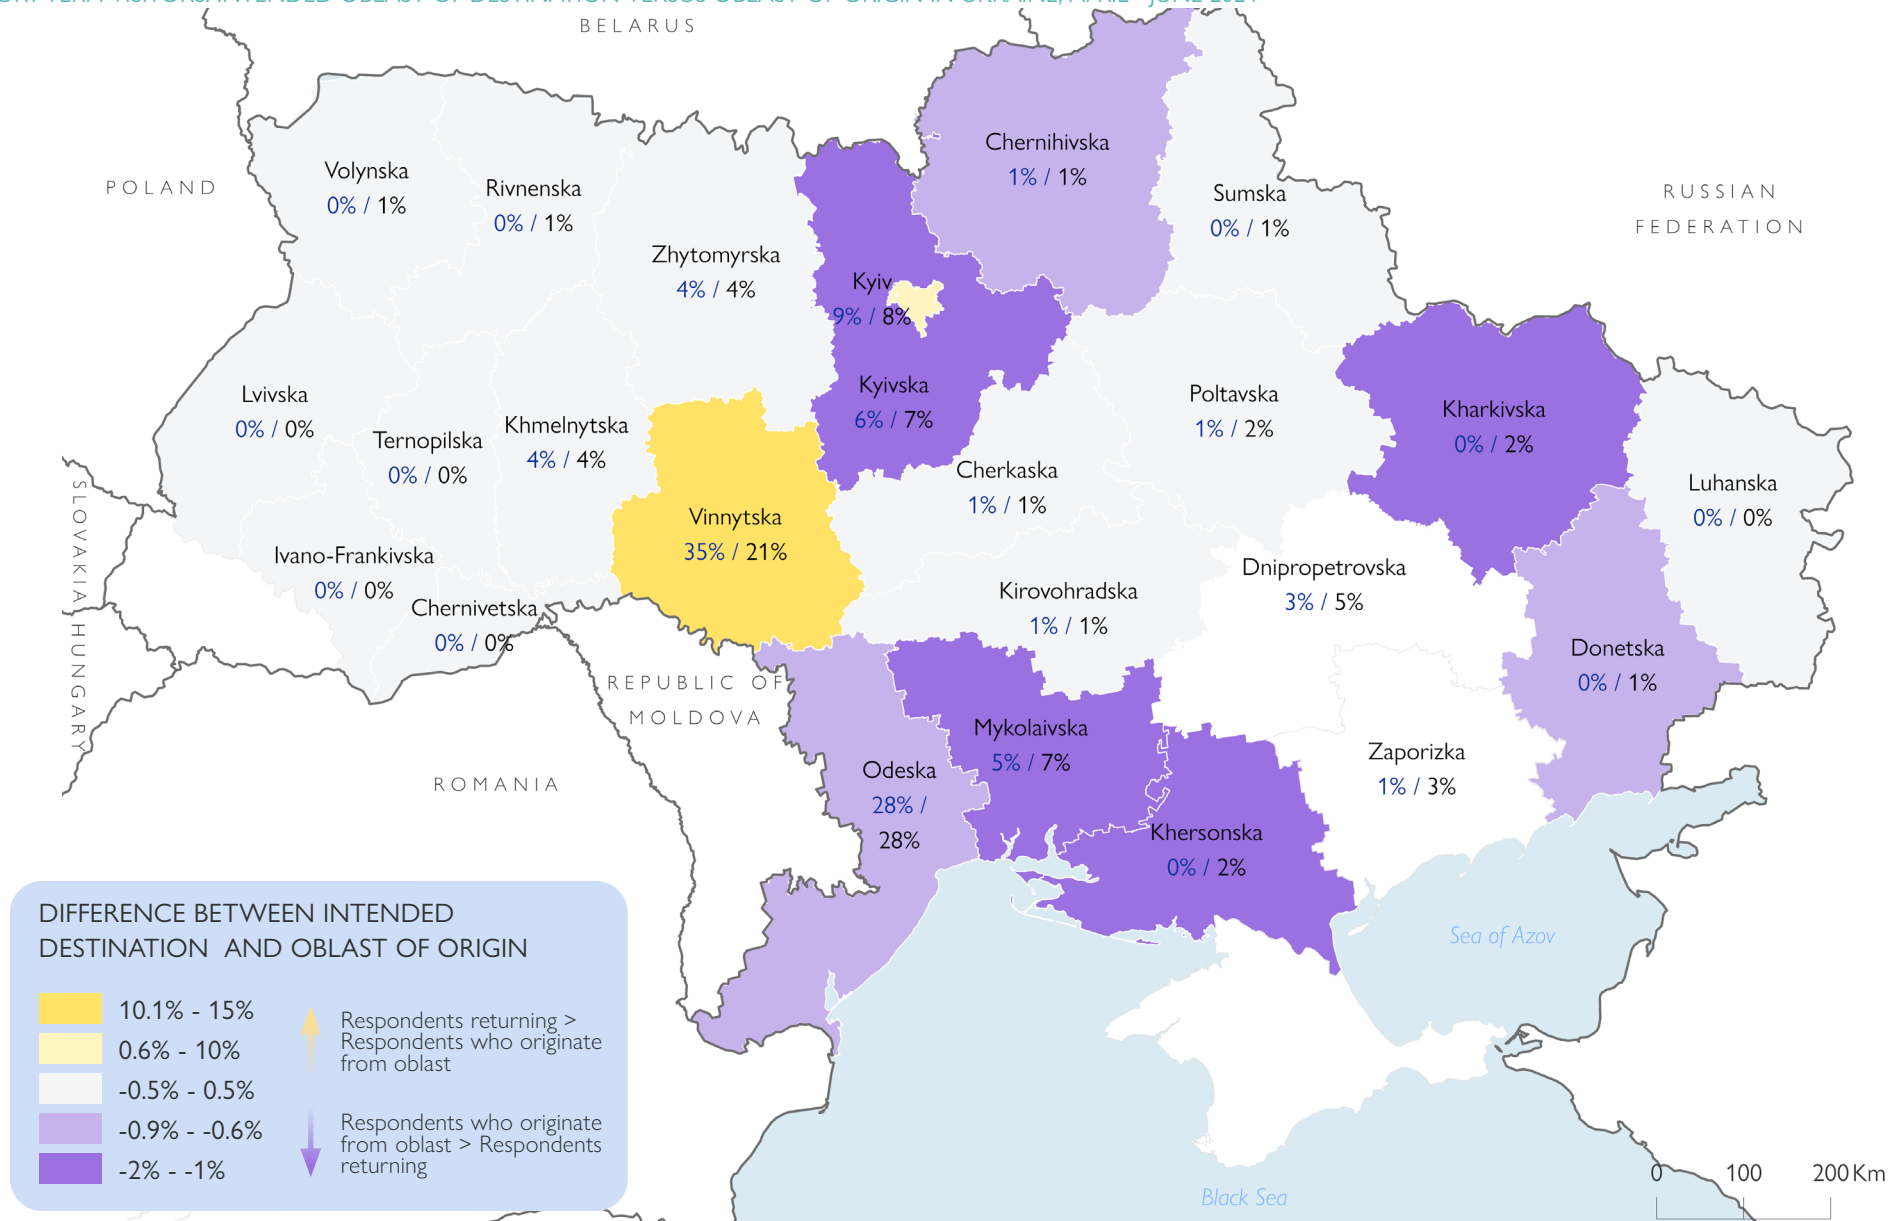 BELARUS
POLAND
RUSSIAN
FEDERATION
SLOVAKIA
HUNGARY
ROMANIA
REPUBLIC OF
MOLDOVA
Volynska
0% / 1%
Rivnenska
0% / 1%
Zhytomyrska
4% / 4%
Kyiv
9% / 8%
Kyivska
6% / 7%
Chernihivska
1% / 1%
Sumska
0% / 1%
Lvivska
0% / 0%
Ternopilska
0% / 0%
Khmelnytska
4% / 4%
Vinnytska
35% / 21%
Cherkaska
1% / 1%
Poltavska
1% / 2%
Kharkivska
0% / 2%
Luhanska
0% / 0%
Ivano-Frankivska
0% / 0%
Chernivetska
0% / 0%
Kirovohradska
1% / 1%
Dnipropetrovska
3% / 5%
Donetska
0% / 1%
Mykolaivska
5% / 7%
Odeska
28% /
28%
Zaporizka
1% / 3%
Khersonska
0% / 2%
Sea of Azov
Black Sea
DIFFERENCE BETWEEN INTENDED
DESTINATION AND OBLAST OF ORIGIN
10.1% - 15%
0.6% - 10%
-0.5% - 0.5%
-0.9% - -0.6%
-2% - -1%
Respondents returning >
Respondents who originate
from oblast
Respondents who originate
from oblast > Respondents
returning
0 100 200 Km